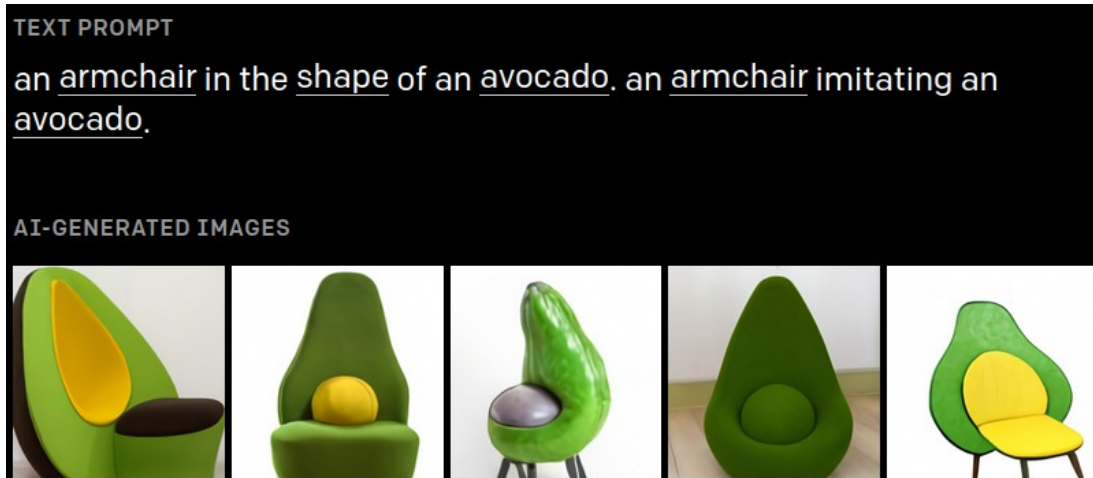 TEXT PROMPT
an armchair in the shape of an avocado. an armchair imitating an
avocado.
AI-GENERATED IMAGES